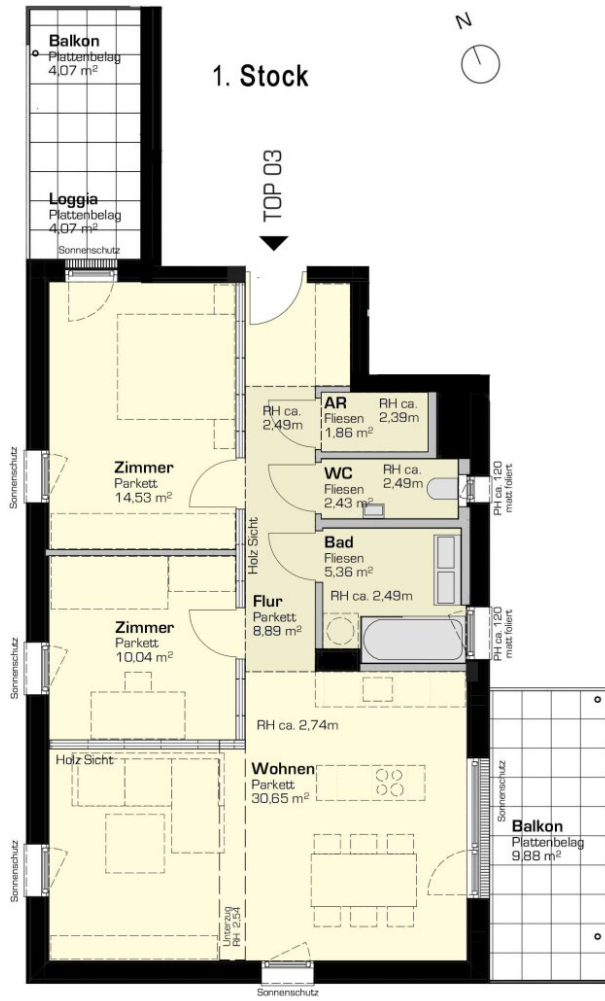 N
Balkon
Plattenbelag
4,07 m²
1. Stock
TOP 03
Loggia
Plattenbelag
4,07 m²
Sonnenschutz
RH ca.
2,49m
AR
Fliesen
1,86 m²
RH ca.
2,39m
Sonnenschutz
Zimmer
Parkett
14,53 m²
WC
Fliesen
2,43 m²
RH ca.
2,49m
PH ca. 120
matt foliert
Holz Sicht
Bad
Fliesen
5,36 m²
RH ca. 2,49m
Flur
Parkett
8,89 m²
Sonnenschutz
Zimmer
Parkett
10,04 m²
PH ca. 120
matt foliert
RH ca. 2,74m
Holz Sicht
Wohnen
Parkett
30,65 m²
Sonnenschutz
Balkon
Plattenbelag
9,88 m²
Sonnenschutz
Unterzug
RH 2,54
Sonnenschutz